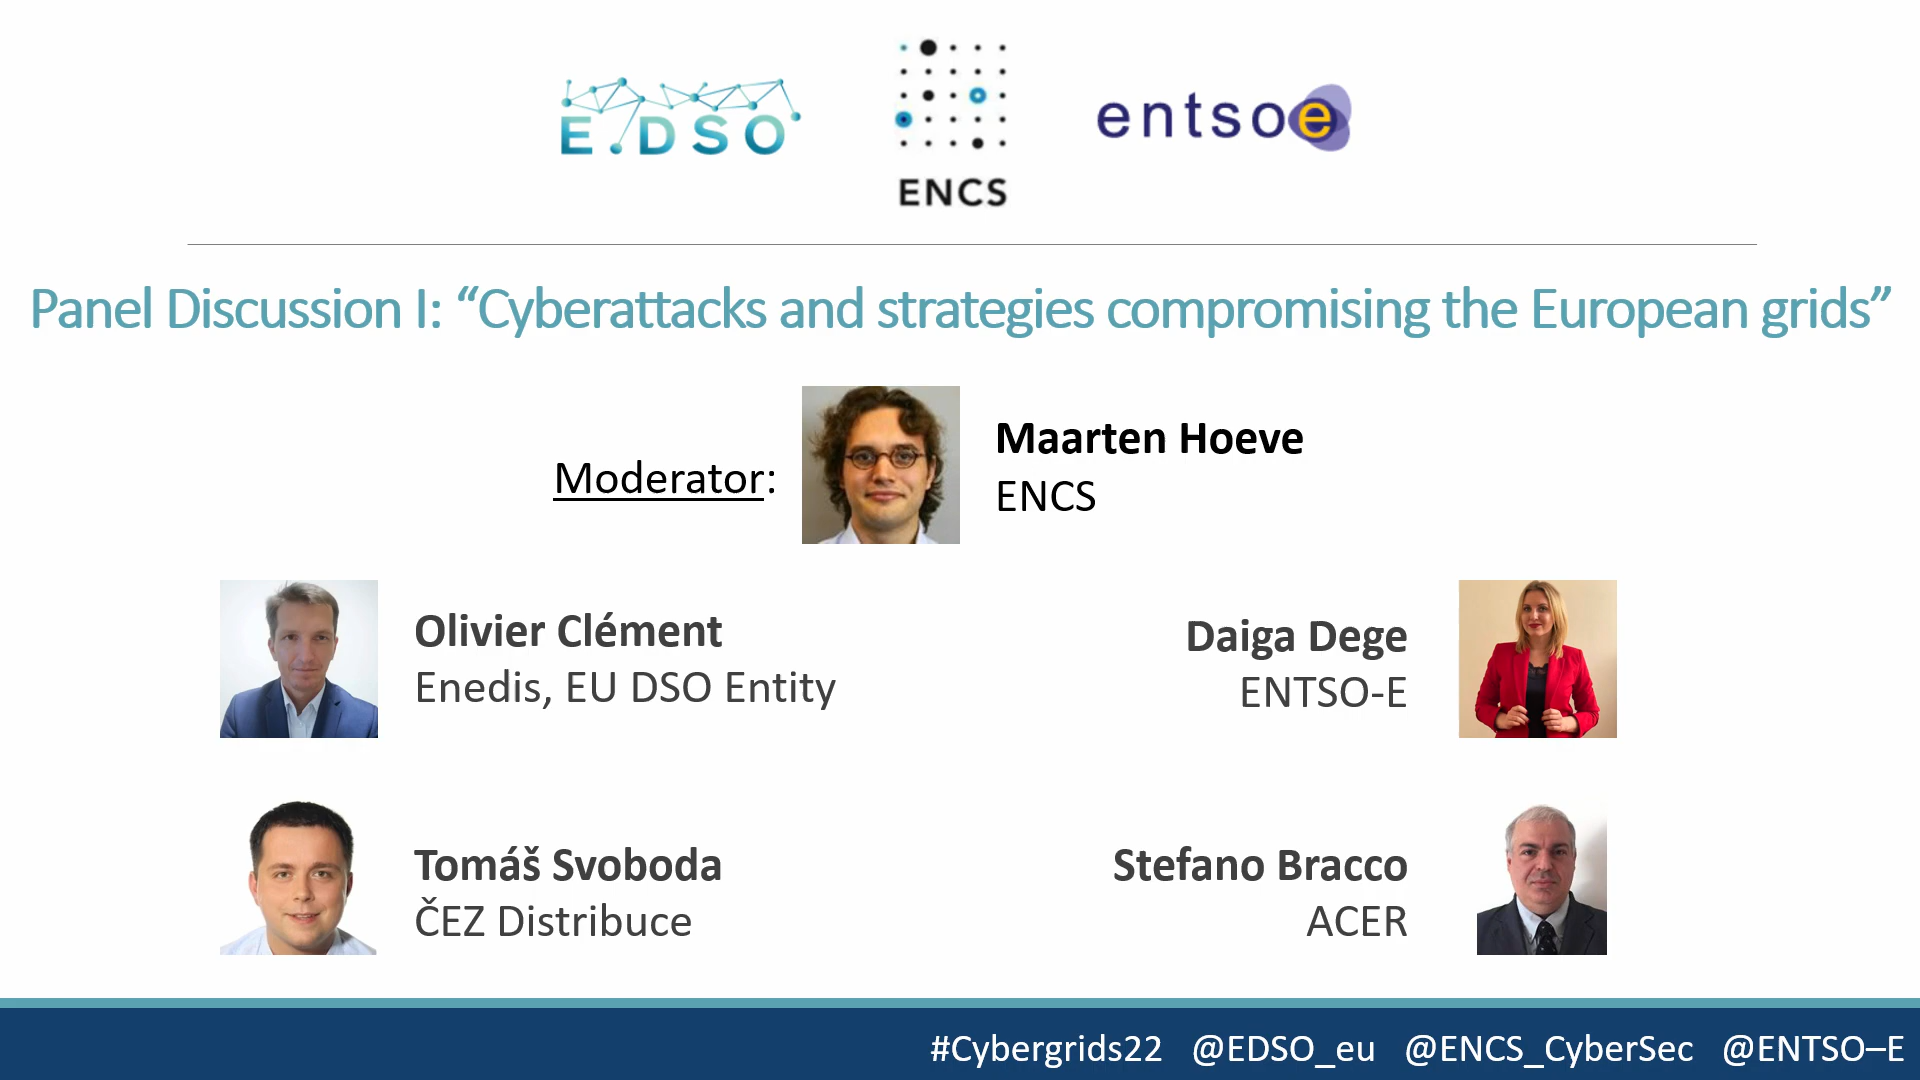 E.DSO
ENCS
entsoe
Panel Discussion I: “Cyberattacks and strategies compromising the European grids”
Moderator:
Maarten Hoeve
ENCS
Olivier Clément
Enedis, EU DSO Entity
Daiga Dege
ENTSO-E
Tomáš Svoboda
ČEZ Distribuce
Stefano Bracco
ACER
#Cybergrids22 @EDSO_eu @ENCS_CyberSec @ENTSO–E